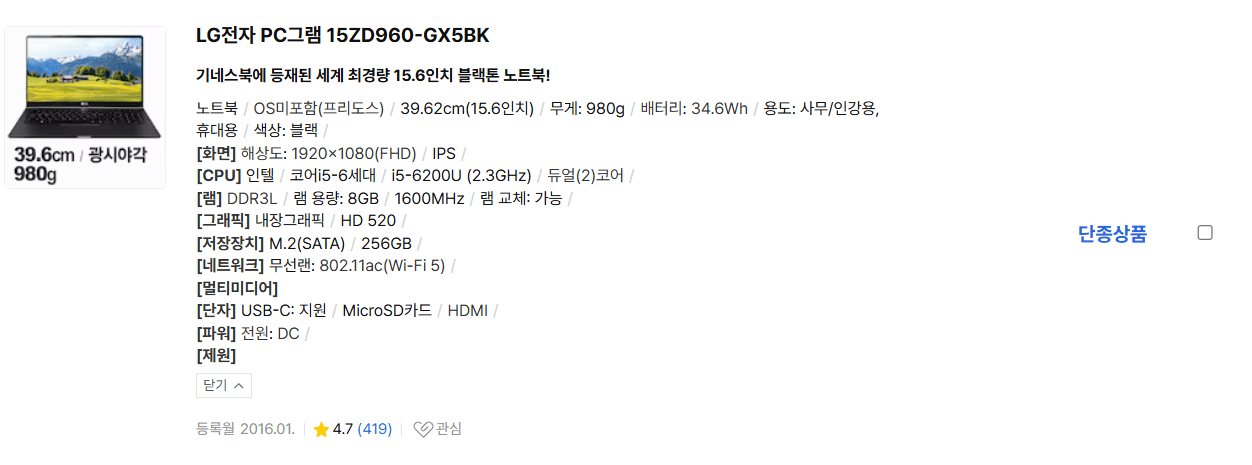 LG전자 PC그램 15ZD960-GX5BK
기네스북에 등재된 세계 최경량 15.6인치 블랙톤 노트북!
노트북 / OS미포함(프리도스) / 39.62cm(15.6인치) / 무게: 980g / 배터리: 34.6Wh / 용도: 사무/인강용,
휴대용 / 색상: 블랙 /
[화면] 해상도: 1920×1080(FHD) / IPS /
[CPU] 인텔 / 코어i5-6세대 / i5-6200U (2.3GHz) / 듀얼(2)코어 /
[램] DDR3L / 램 용량: 8GB / 1600MHz / 램 교체: 가능 /
[그래픽] 내장그래픽 / HD 520 /
[저장장치] M.2(SATA) / 256GB /
[네트워크] 무선랜: 802.11ac(Wi-Fi 5) /
[멀티미디어]
[단자] USB-C: 지원 / MicroSD카드 / HDMI /
[파워] 전원: DC /
[제원]
닫기
등록월 2016.01. 4.7 (419) 관심
39.6cm / 광시야각
980g
단종상품